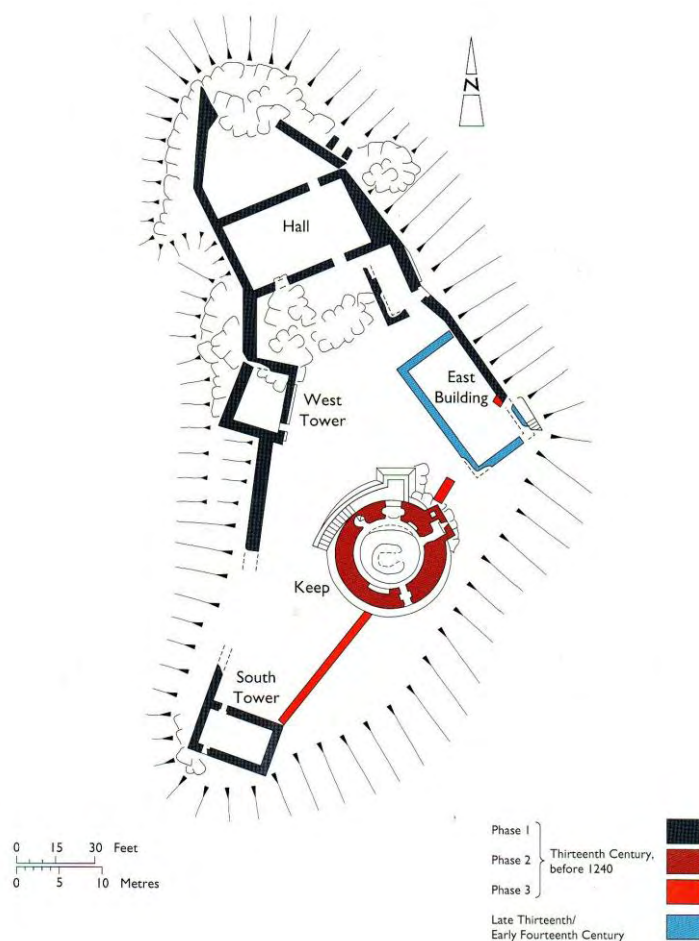 N
Hall
West
Tower
East
Building
Keep
South
Tower
0 15 30 Feet
0 5 10 Metres
Phase 1
Phase 2
Phase 3
Thirteenth Century,
before 1240
Late Thirteenth/
Early Fourteenth Century